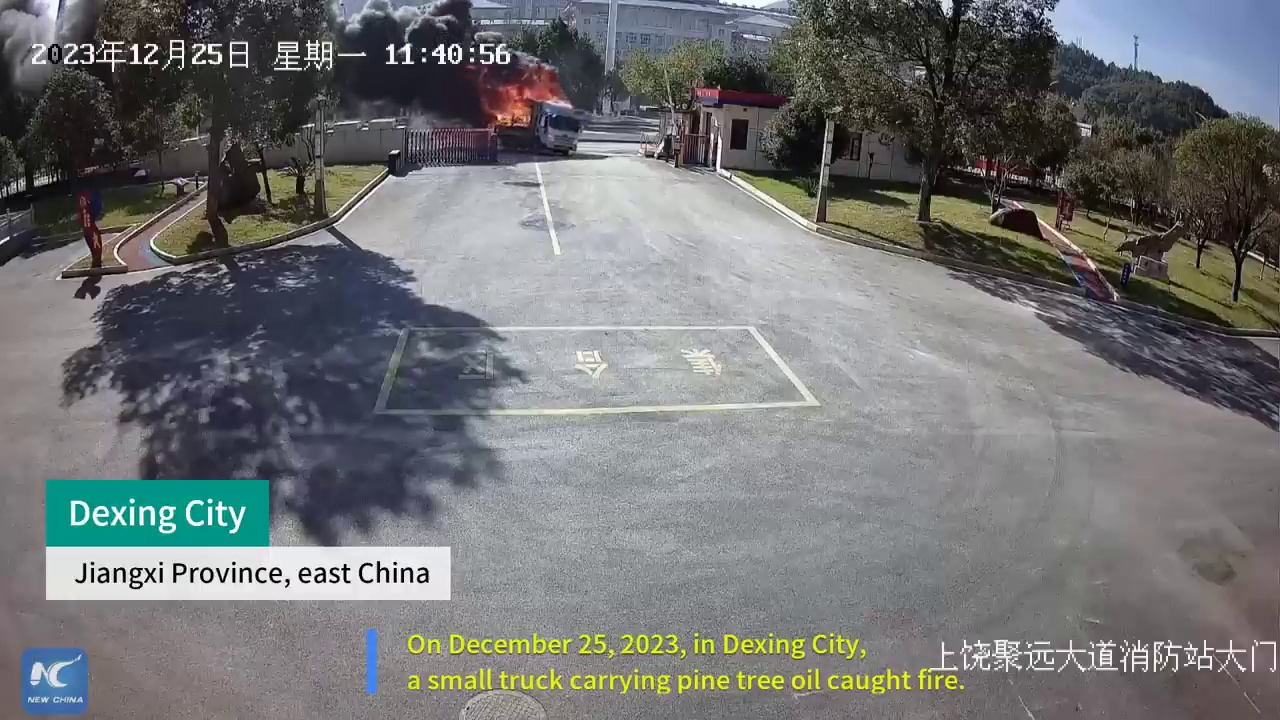 2023年12月25日 星期一 11:40:56
Dexing City
Jiangxi Province, east China
On December 25, 2023, in Dexing City,
a small truck carrying pine tree oil caught fire.
上饶聚远大道消防站大门
NEW CHINA